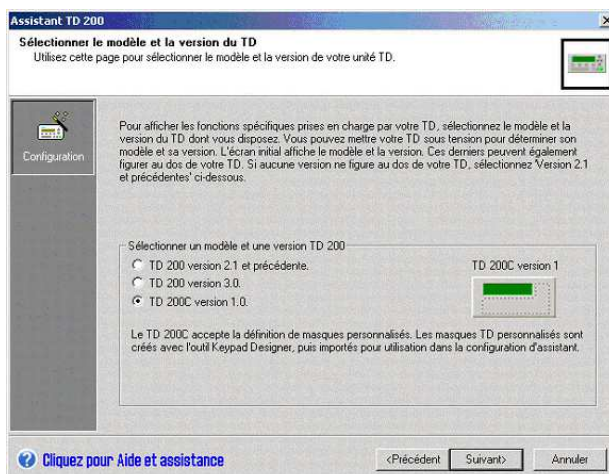 Assistant TD 200
Sélectionner le modèle et la version du TD
Utilisez cette page pour sélectionner le modèle et la version de votre unité TD.
Configuration
Pour afficher les fonctions spécifiques prises en charge par votre TD, sélectionnez le modèle et la
version du TD dont vous disposez. Vous pouvez mettre votre TD sous tension pour déterminer son
modèle et sa version. L'écran initial affiche le modèle et la version. Ces derniers peuvent également
figurer au dos de votre TD. Si aucune version ne figure au dos de votre TD, sélectionnez 'Version 2.1
et précédentes' ci-dessous.
Sélectionner un modèle et une version TD 200
TD 200 version 2.1 et précédente.
TD 200 version 3.0.
TD 200C version 1.0.
TD 200C version 1
Le TD 200C accepte la définition de masques personnalisés. Les masques TD personnalisés sont
créés avec l'outil Keypad Designer, puis importés pour utilisation dans la configuration d'assistant.
Cliquez pour Aide et assistance
<Précédent
Suivant>
Annuler